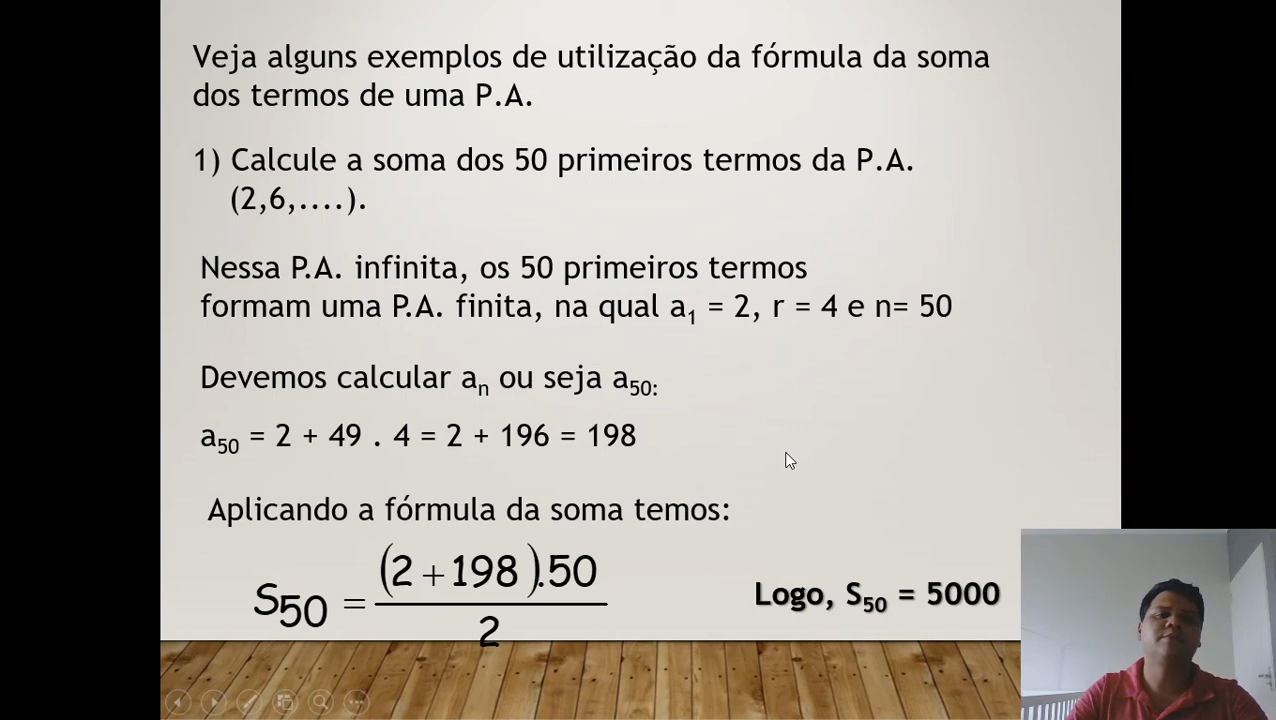 Veja alguns exemplos de utilização da fórmula da soma
dos termos de uma P.A.
1) Calcule a soma dos 50 primeiros termos da P.A.
(2,6,....).
Nessa P.A. infinita, os 50 primeiros termos
formam uma P.A. finita, na qual a₁ = 2, r = 4 e n= 50
Devemos calcular aₙ ou seja a₅₀:
a₅₀ = 2 + 49 . 4 = 2 + 196 = 198
Aplicando a fórmula da soma temos:
S₅₀ = (2+198).50 / 2
Logo, S₅₀ = 5000